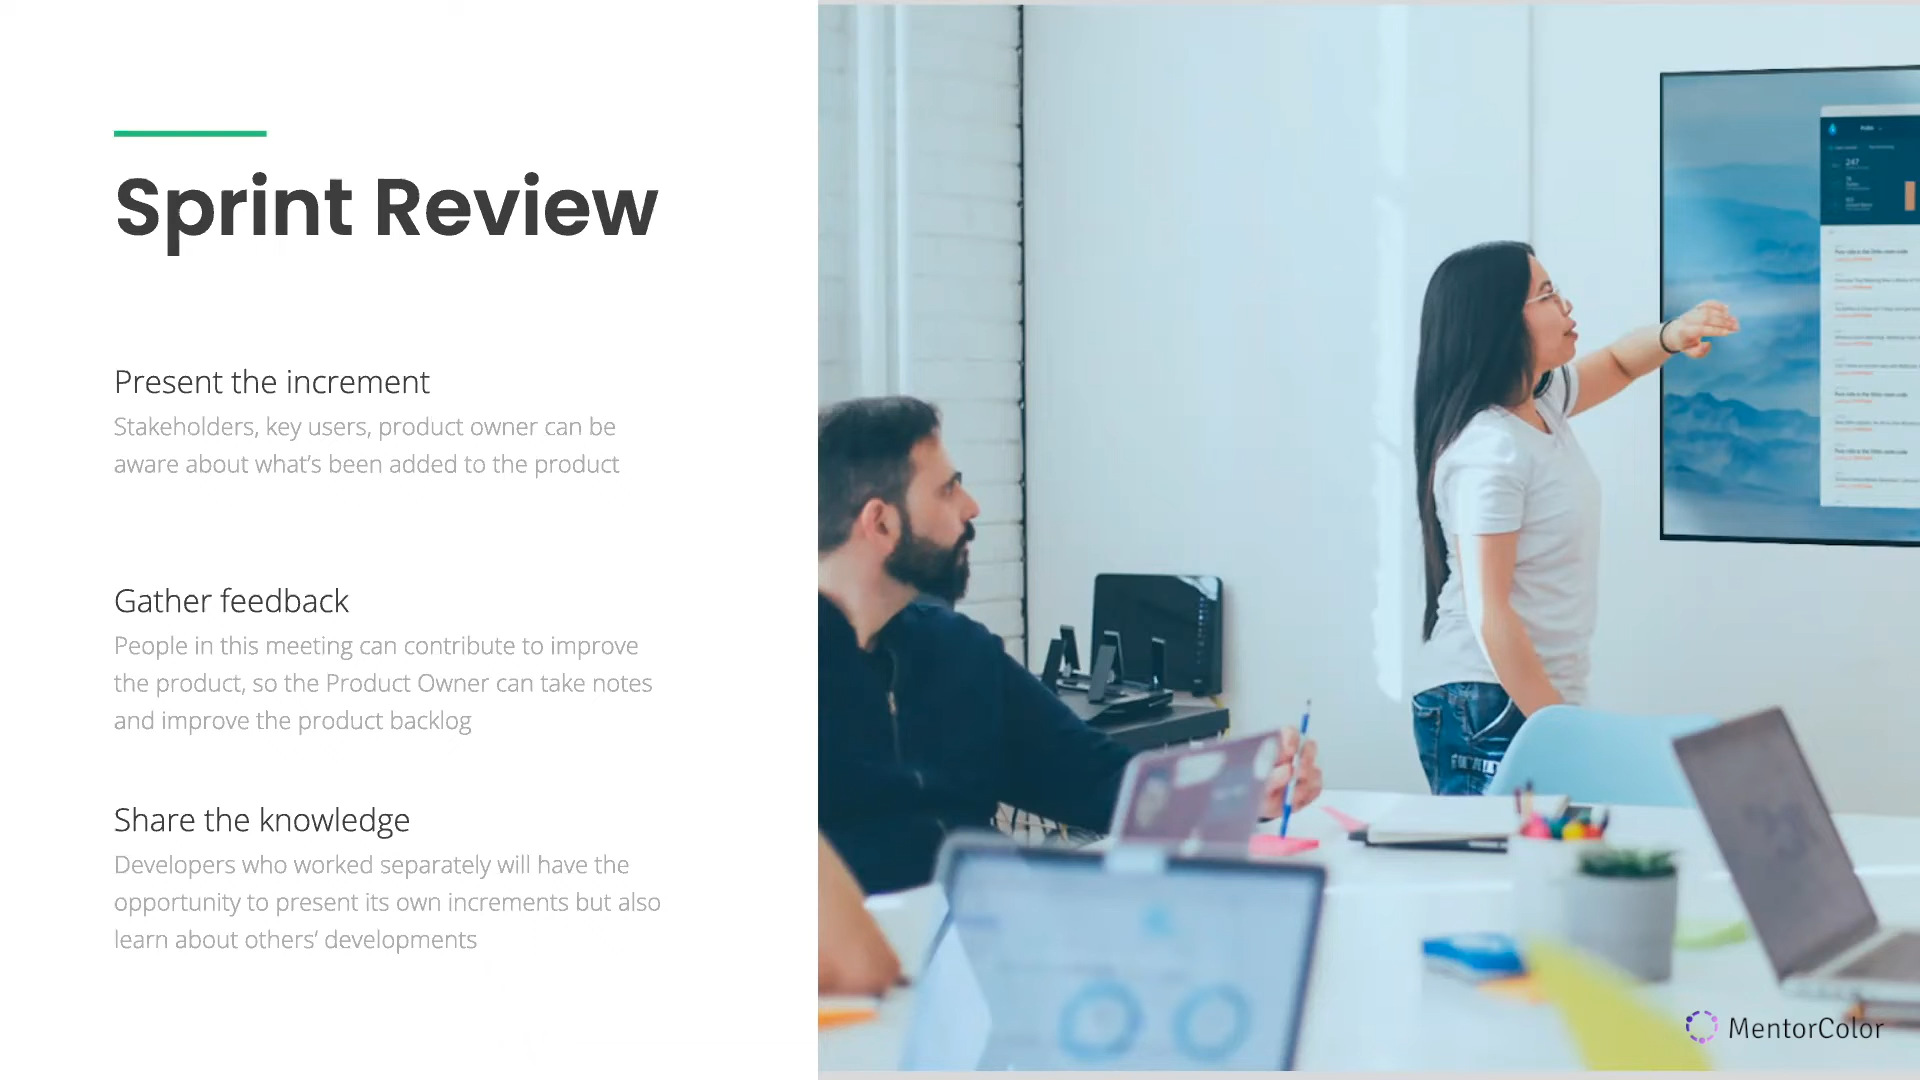 Sprint Review
Present the increment
Stakeholders, key users, product owner can be
aware about what’s been added to the product
Gather feedback
People in this meeting can contribute to improve
the product, so the Product Owner can take notes
and improve the product backlog
Share the knowledge
Developers who worked separately will have the
opportunity to present its own increments but also
learn about others’ developments
247
MentorColor